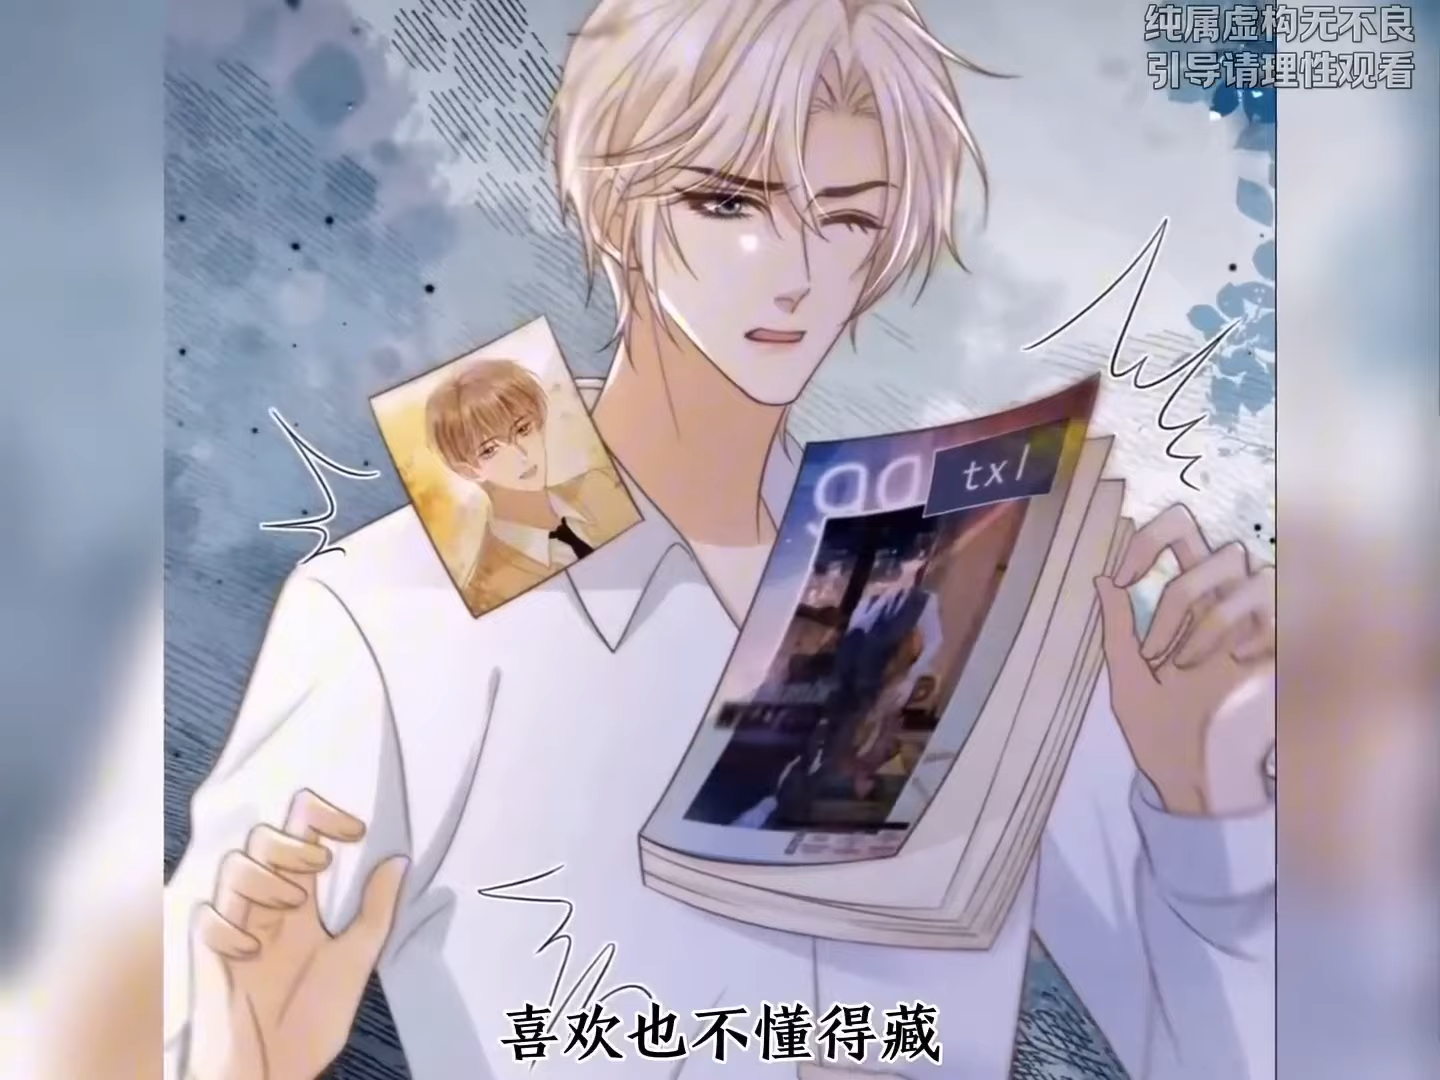 纯属虚构无不良
引导请理性观看
txl
喜欢也不懂得藏